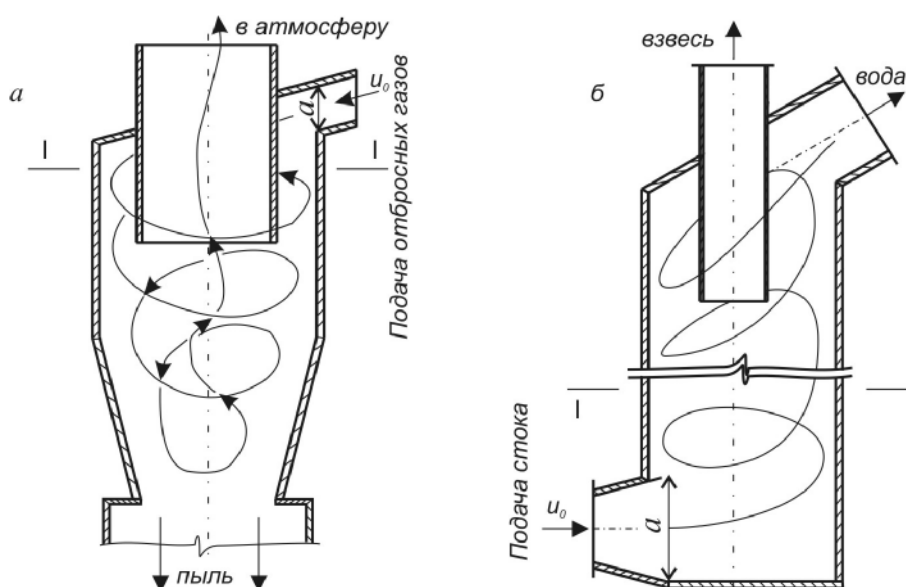 в атмосферу
а
u₀
a
I
I
Подача отбросных газов
пыль
взвесь
б
вода
I
Подача стока
u₀
a